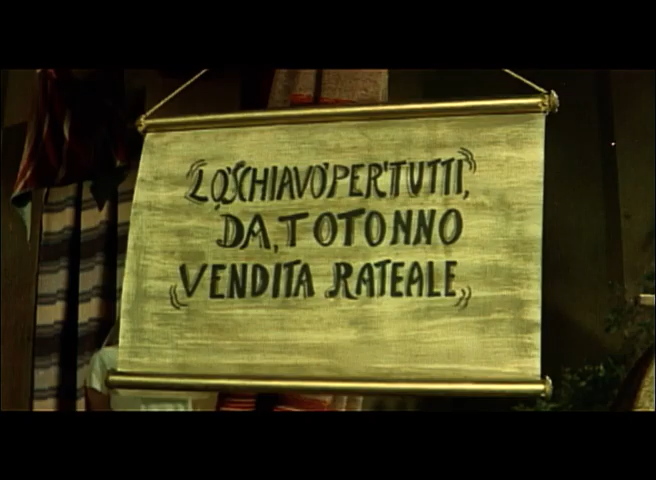 "LO SCHIAVO PER TUTTI,
DA, TOTONNO
VENDITA RATEALE"